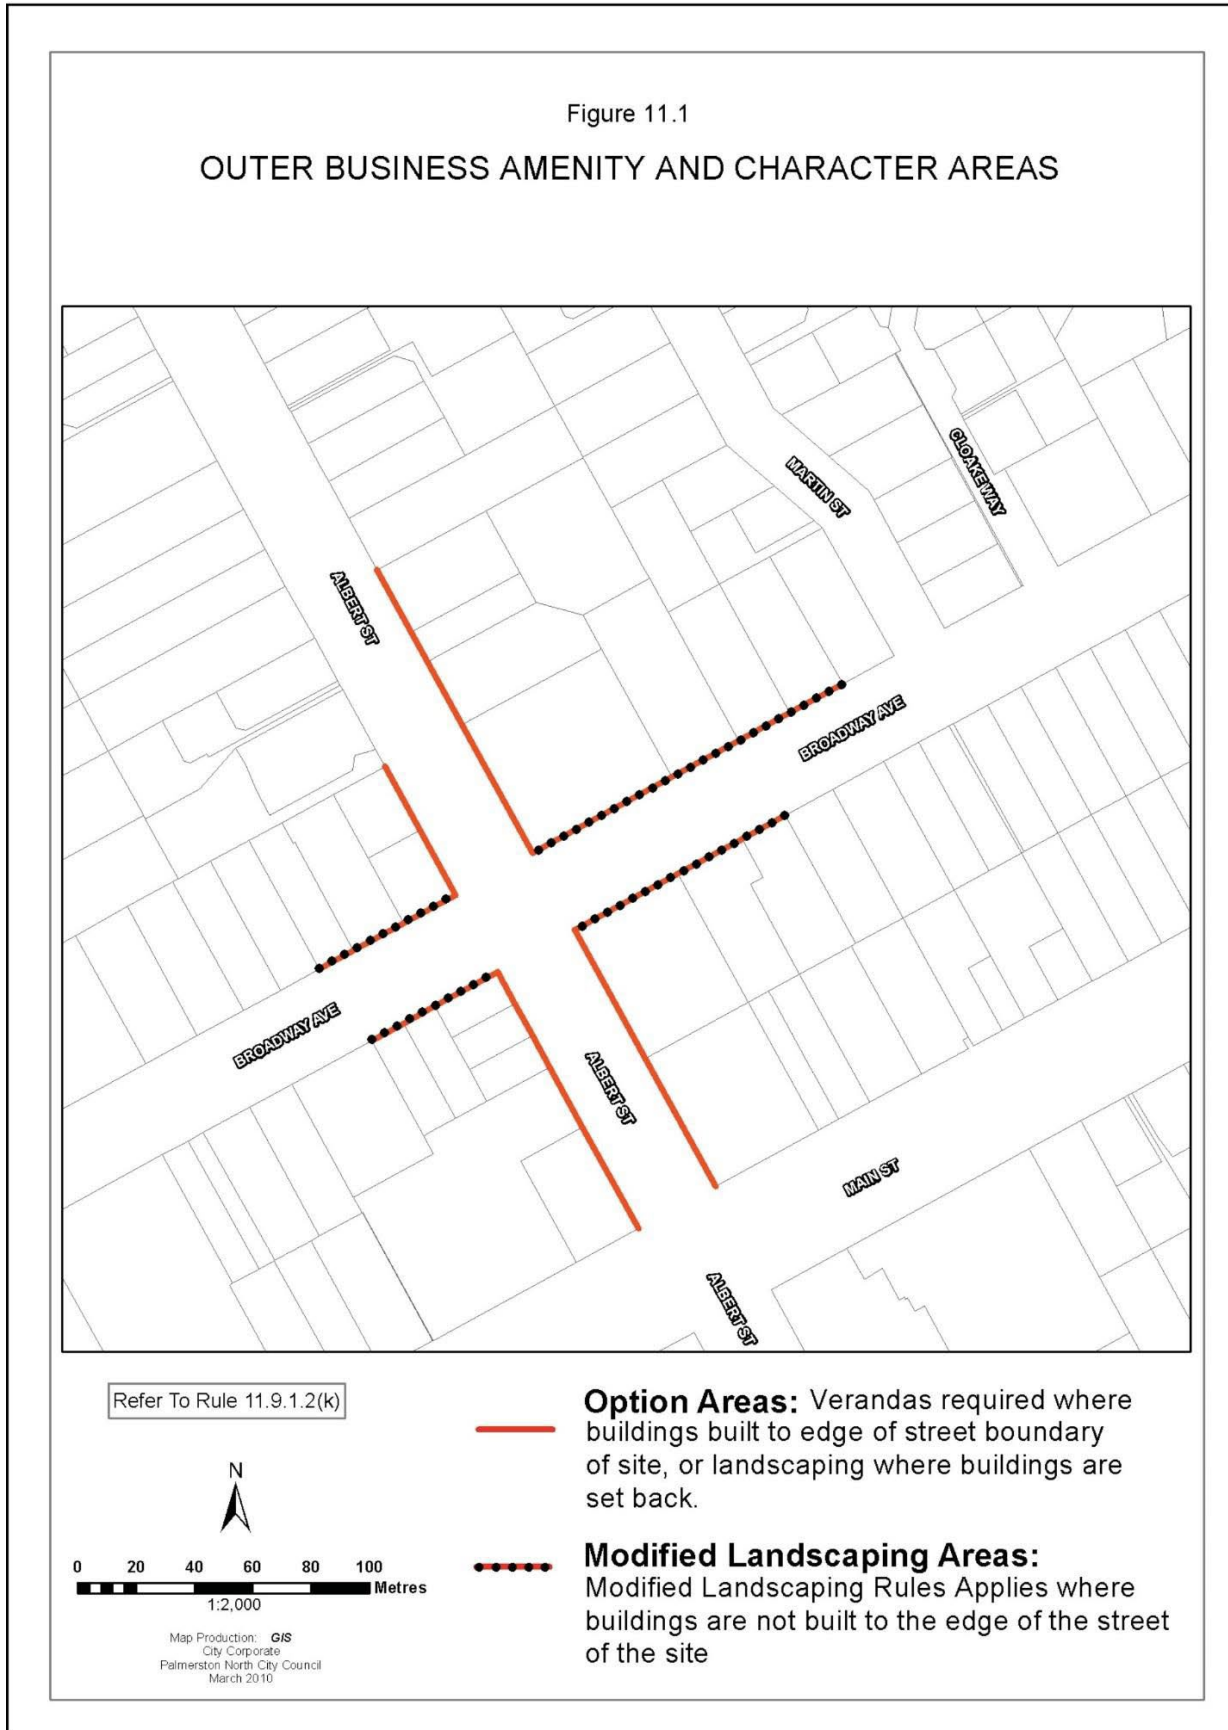 Figure 11.1
OUTER BUSINESS AMENITY AND CHARACTER AREAS
MARTIN ST
CLOAKE WAY
ALBERT ST
BROADWAY AVE
BROADWAY AVE
ALBERT ST
MAIN ST
ALBERT ST
Refer To Rule 11.9.1.2(k)
N
0 20 40 60 80 100
Metres
1:2,000
Map Production: GIS
City Corporate
Palmerston North City Council
March 2010
Option Areas: Verandas required where
buildings built to edge of street boundary
of site, or landscaping where buildings are
set back.
Modified Landscaping Areas:
Modified Landscaping Rules Applies where
buildings are not built to the edge of the street
of the site